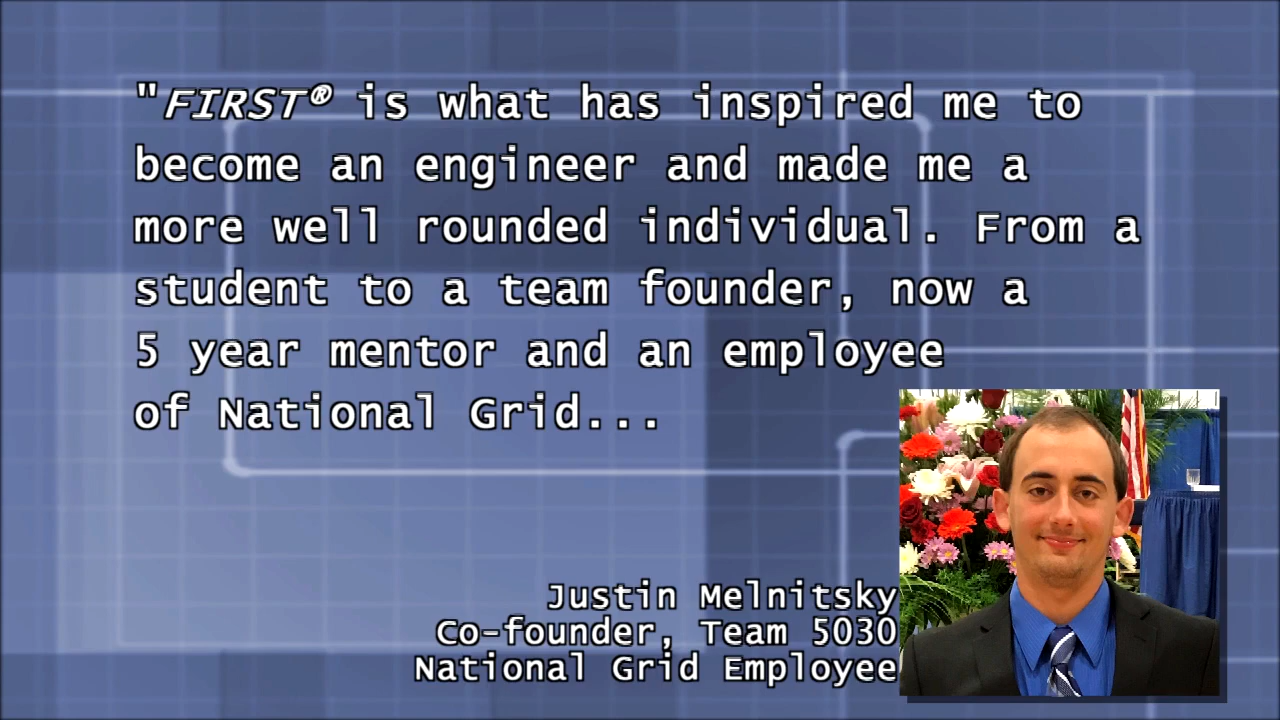 "FIRST® is what has inspired me to
become an engineer and made me a
more well rounded individual. From a
student to a team founder, now a
5 year mentor and an employee
of National Grid...
Justin Melnitsky
Co-founder, Team 5030
National Grid Employee